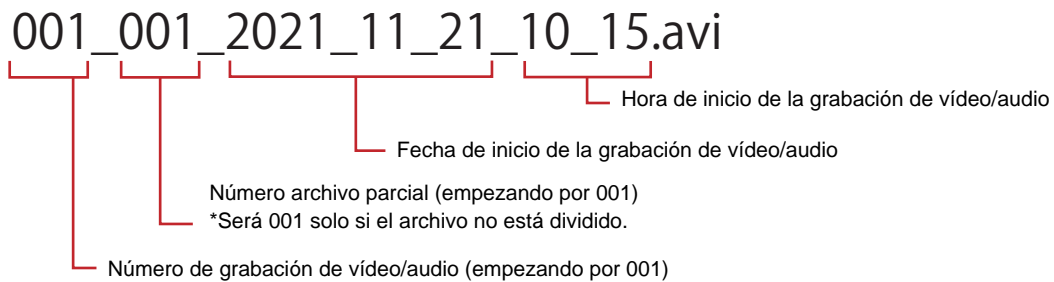 001_001_2021_11_21_10_15.avi
Hora de inicio de la grabación de vídeo/audio
Fecha de inicio de la grabación de vídeo/audio
Número archivo parcial (empezando por 001)
*Será 001 solo si el archivo no está dividido.
Número de grabación de vídeo/audio (empezando por 001)